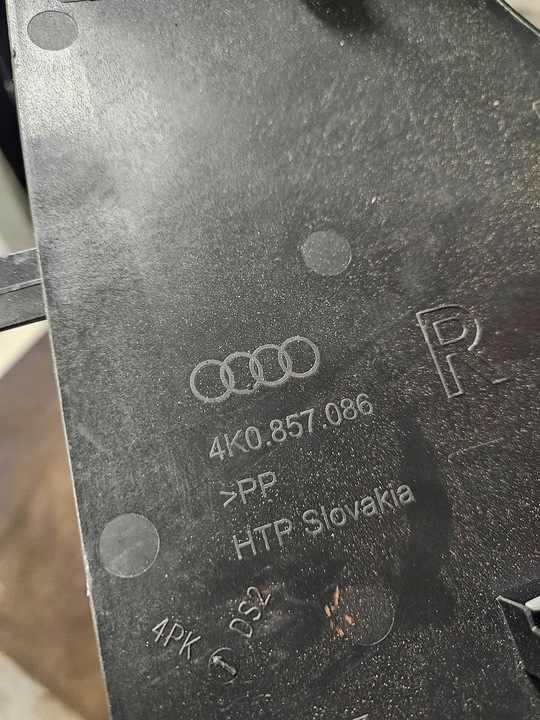 R
4K0.857.086
>PP
HTP Slovakia
4PK
DS2